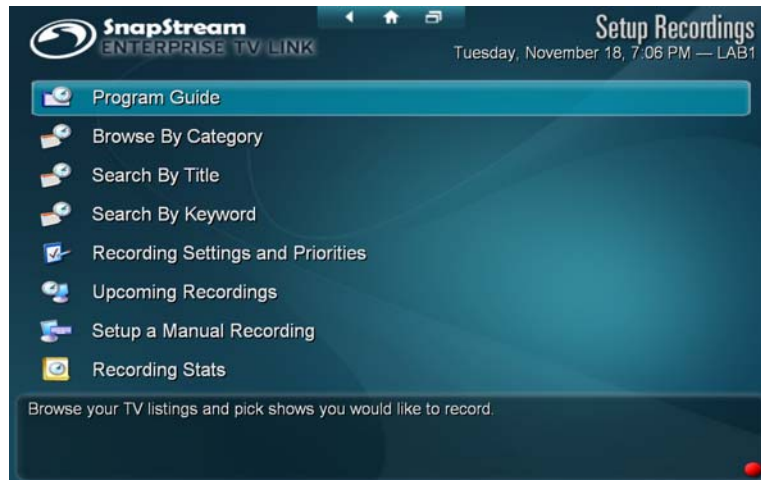 SnapStream
ENTERPRISE TV LINK
Setup Recordings
Tuesday, November 18, 7:06 PM — LAB1
Program Guide
Browse By Category
Search By Title
Search By Keyword
Recording Settings and Priorities
Upcoming Recordings
Setup a Manual Recording
Recording Stats
Browse your TV listings and pick shows you would like to record.